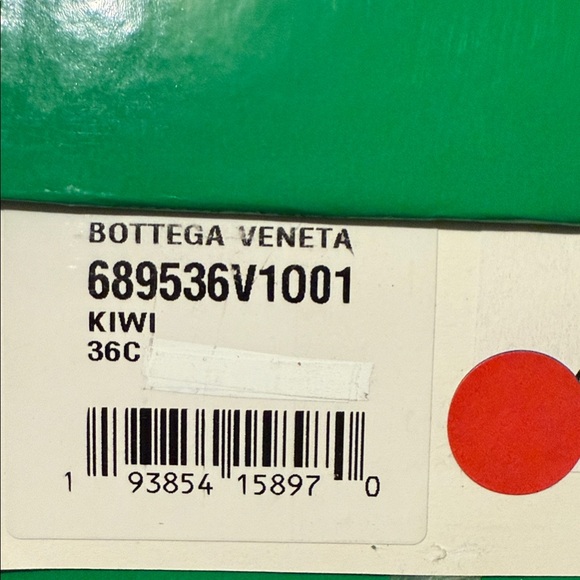 BOTTEGA VENETA
689536V1001
KIWI
36C
1 93854 15897 0